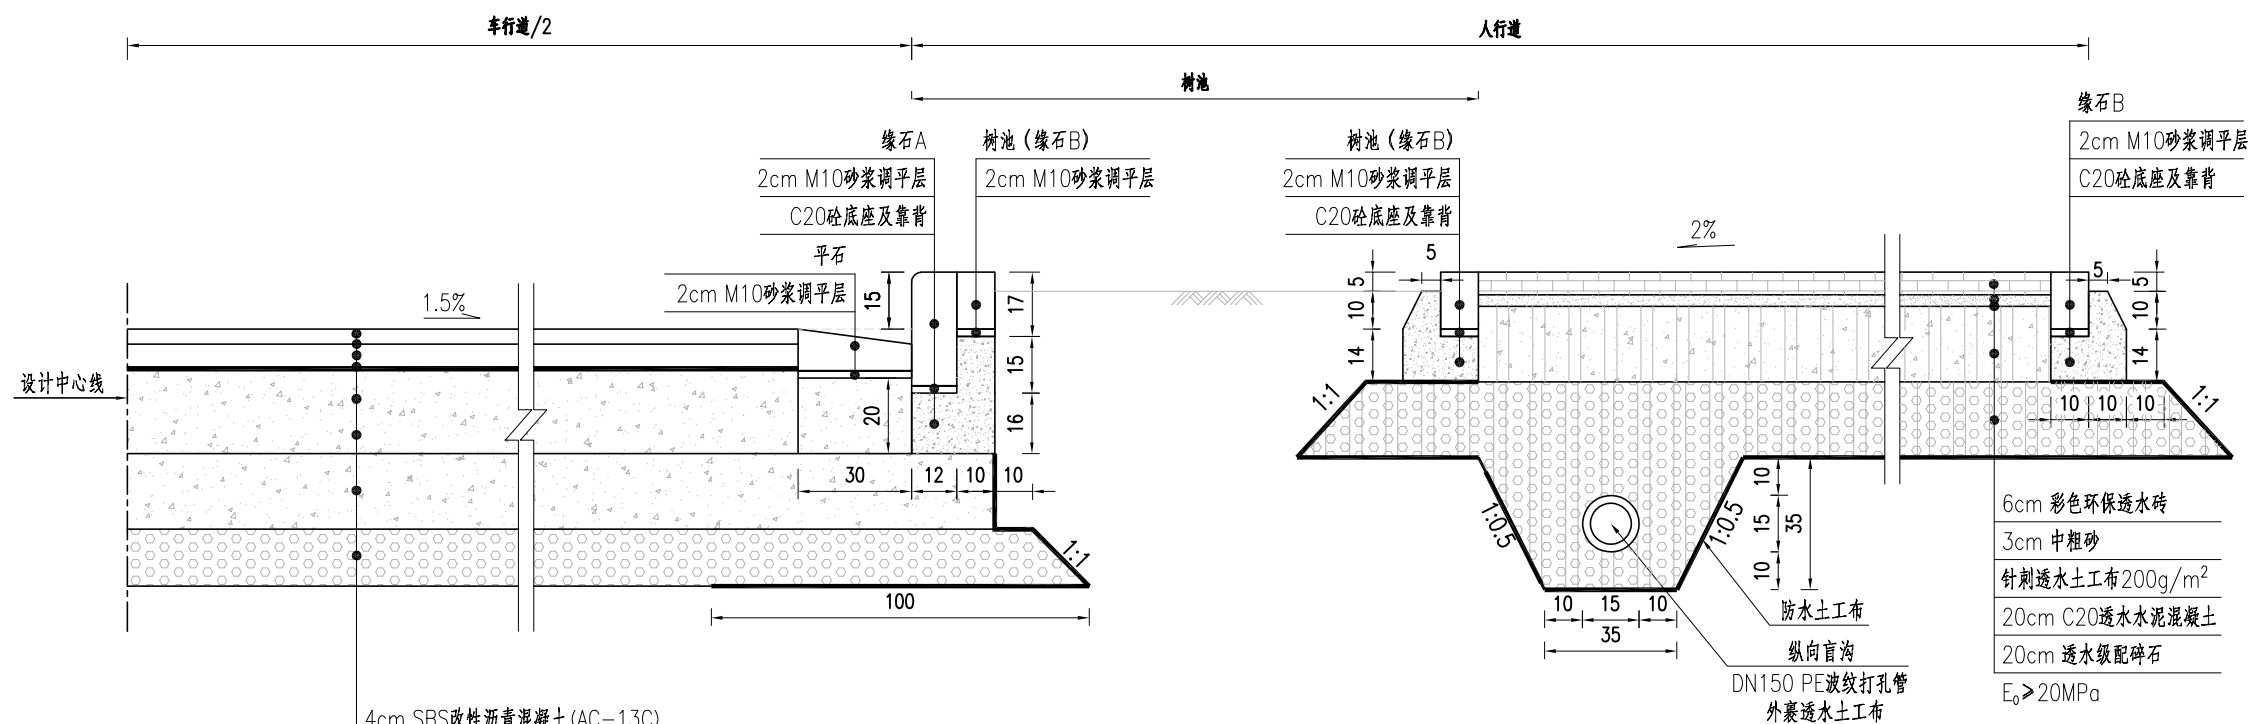 车行道/2
人行道
树池
缘石A
2cm M10砂浆调平层
C20砼底座及靠背
树池（缘石B）
2cm M10砂浆调平层
树池（缘石B）
2cm M10砂浆调平层
C20砼底座及靠背
缘石B
2cm M10砂浆调平层
C20砼底座及靠背
平石
2cm M10砂浆调平层
1.5%
2%
设计中心线
15
17
15
16
20
30
12
10
10
1:1
100
5
5
10
14
1:1
5
5
10
14
10
10
10
1:1
1:0.5
1:0.5
10
15
10
35
10
15
10
35
防水土工布
纵向盲沟
DN150 PE波纹打孔管
外裹透水土工布
6cm 彩色环保透水砖
3cm 中粗砂
针刺透水土工布200g/m²
20cm C20透水水泥混凝土
20cm 透水级配碎石
E₀≥20MPa
4cm SBS改性沥青混凝土(AC-13C)